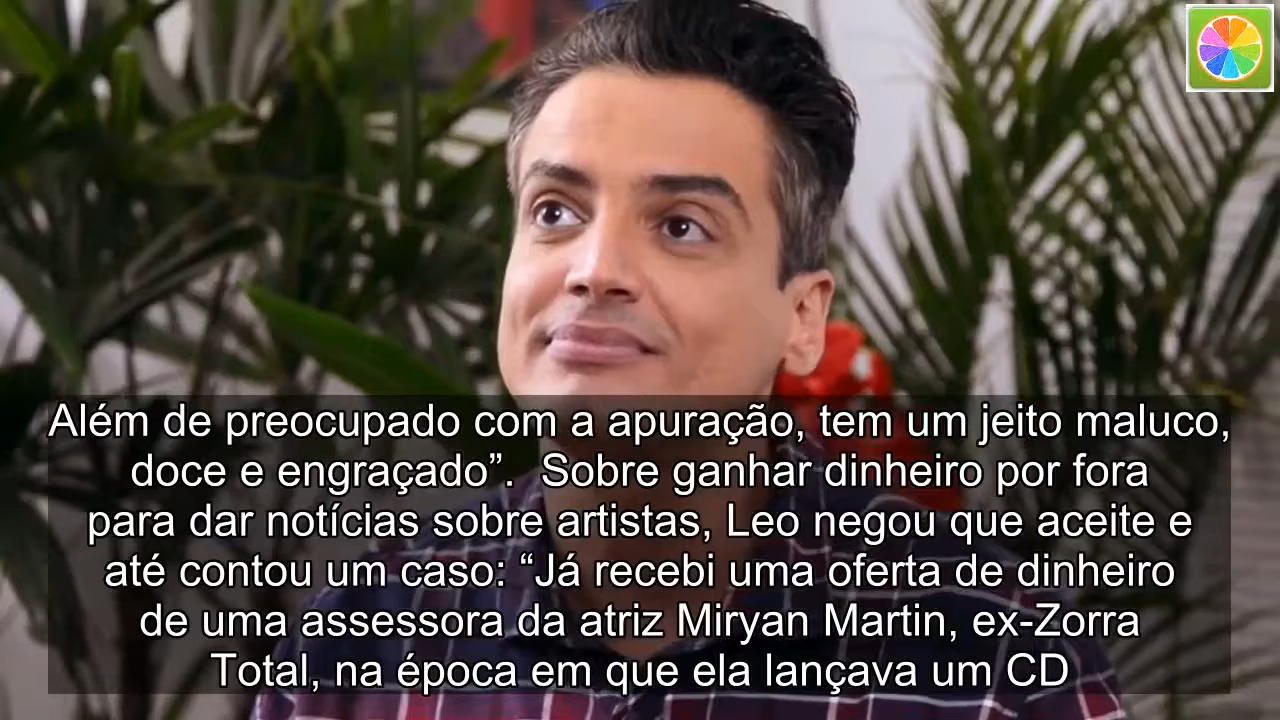 Além de preocupado com a apuração, tem um jeito maluco,
doce e engraçado”.  Sobre ganhar dinheiro por fora
para dar notícias sobre artistas, Leo negou que aceite e
até contou um caso: “Já recebi uma oferta de dinheiro
de uma assessora da atriz Miryan Martin, ex-Zorra
Total, na época em que ela lançava um CD